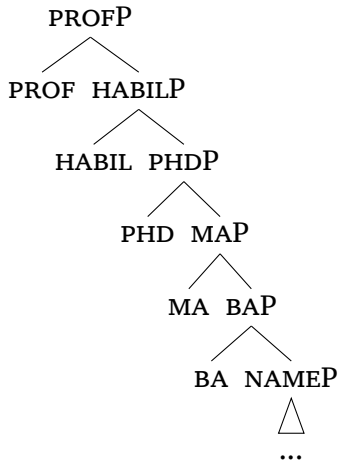 PROFP
PROF HABILP
HABIL PHDP
PHD MAP
MA BAP
BA NAMEP
...